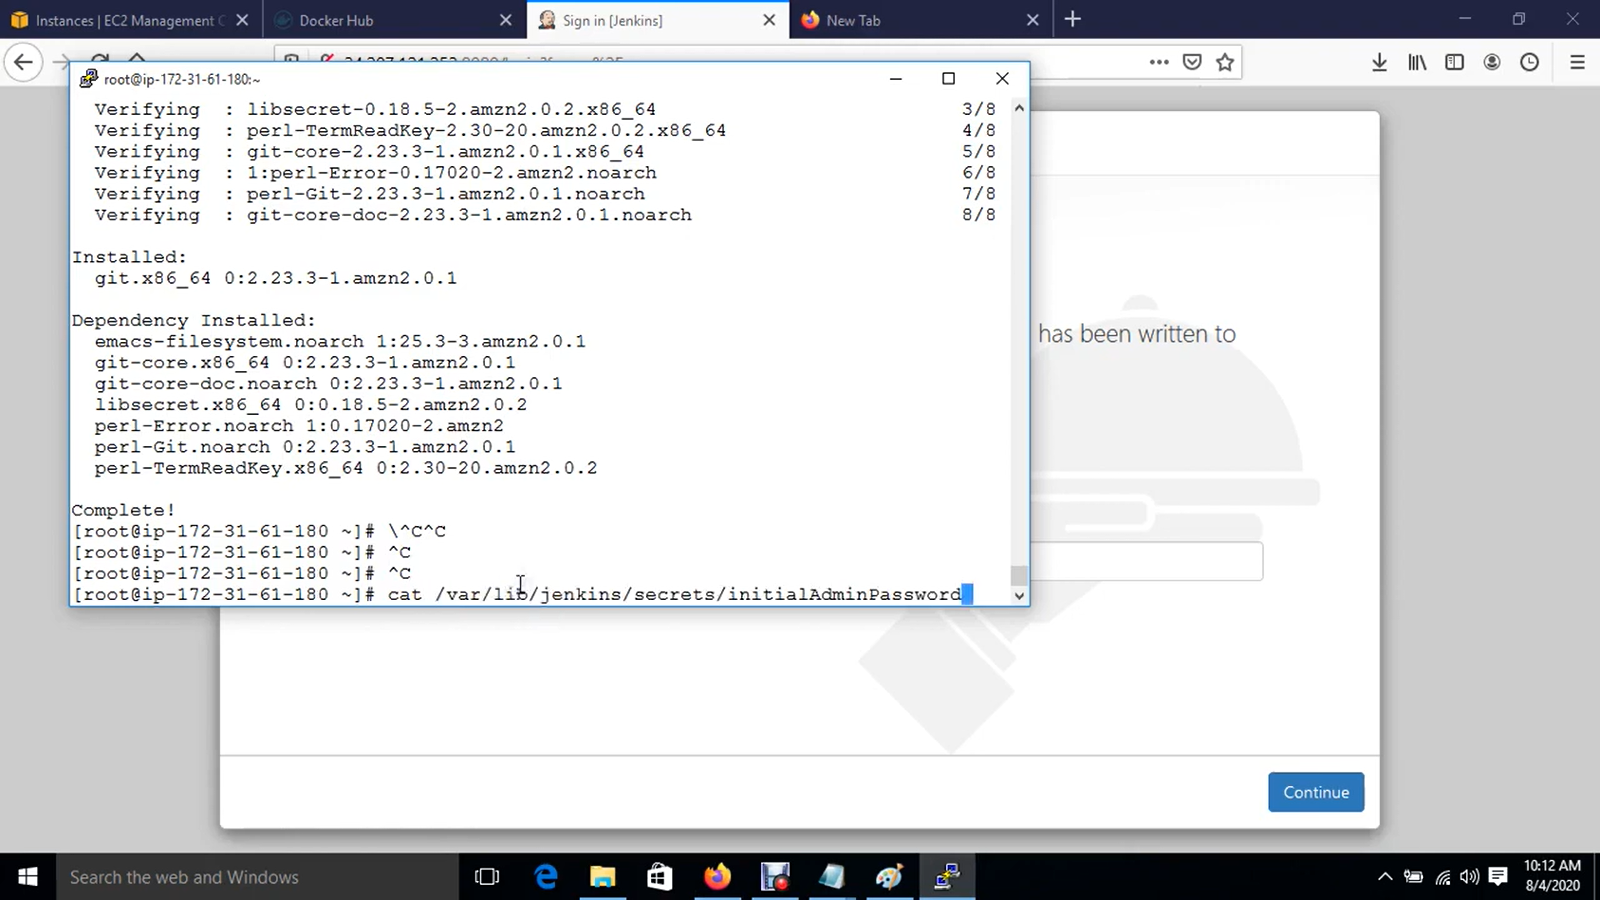 Instances | EC2 Management C
Docker Hub
Sign in [Jenkins]
New Tab
root@ip-172-31-61-180:~
Verifying : libsecret-0.18.5-2.amzn2.0.2.x86_64 3/8
Verifying : perl-TermReadKey-2.30-20.amzn2.0.2.x86_64 4/8
Verifying : git-core-2.23.3-1.amzn2.0.1.x86_64 5/8
Verifying : 1:perl-Error-0.17020-2.amzn2.noarch 6/8
Verifying : perl-Git-2.23.3-1.amzn2.0.1.noarch 7/8
Verifying : git-core-doc-2.23.3-1.amzn2.0.1.noarch 8/8
Installed:
git.x86_64 0:2.23.3-1.amzn2.0.1
Dependency Installed:
emacs-filesystem.noarch 1:25.3-3.amzn2.0.1
git-core.x86_64 0:2.23.3-1.amzn2.0.1
git-core-doc.noarch 0:2.23.3-1.amzn2.0.1
libsecret.x86_64 0:0.18.5-2.amzn2.0.2
perl-Error.noarch 1:0.17020-2.amzn2
perl-Git.noarch 0:2.23.3-1.amzn2.0.1
perl-TermReadKey.x86_64 0:2.30-20.amzn2.0.2
Complete!
[root@ip-172-31-61-180 ~]# \^C^C
[root@ip-172-31-61-180 ~]# ^C
[root@ip-172-31-61-180 ~]# ^C
[root@ip-172-31-61-180 ~]# cat /var/lib/jenkins/secrets/initialAdminPassword
has been written to
Continue
Search the web and Windows
10:12 AM
8/4/2020